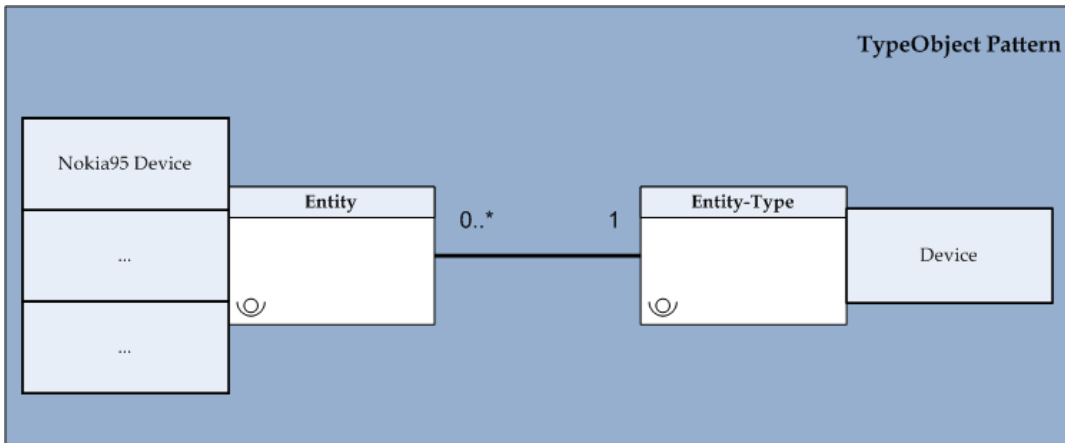 TypeObject Pattern
Nokia95 Device
...
...
Entity
0..*
1
Entity-Type
Device